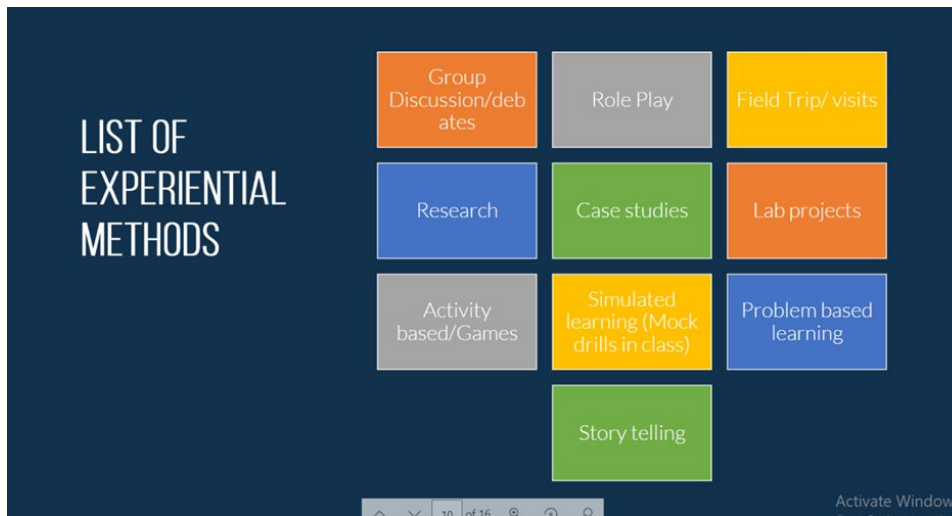 LIST OF
EXPERIENTIAL
METHODS
Group
Discussion/deb
ates
Role Play
Field Trip/ visits
Research
Case studies
Lab projects
Activity
based/Games
Simulated
learning (Mock
drills in class)
Problem based
learning
Story telling
10 of 16
Activate Window